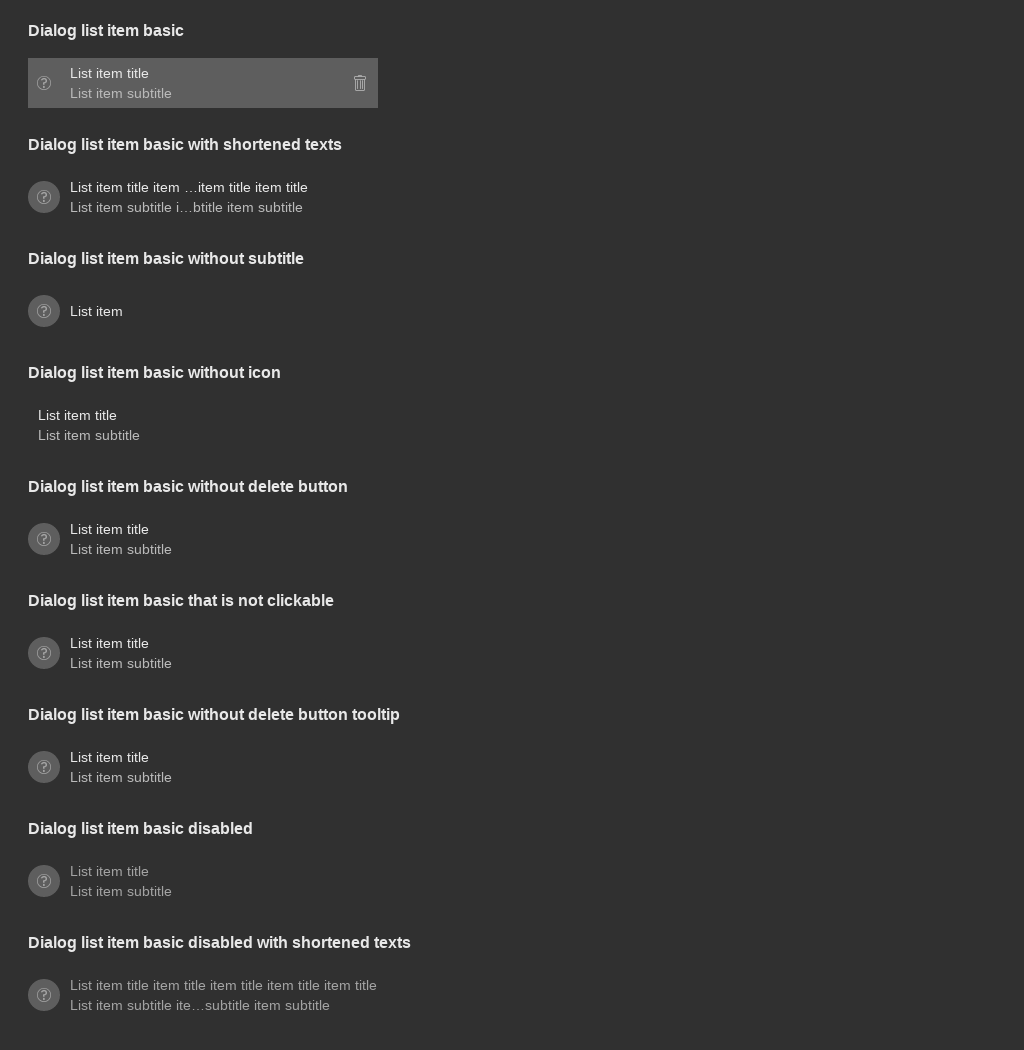 Dialog list item basic
List item title
List item subtitle
Dialog list item basic with shortened texts
List item title item …item title item title
List item subtitle i…btitle item subtitle
Dialog list item basic without subtitle
List item
Dialog list item basic without icon
List item title
List item subtitle
Dialog list item basic without delete button
List item title
List item subtitle
Dialog list item basic that is not clickable
List item title
List item subtitle
Dialog list item basic without delete button tooltip
List item title
List item subtitle
Dialog list item basic disabled
List item title
List item subtitle
Dialog list item basic disabled with shortened texts
List item title item title item title item title item title
List item subtitle ite…subtitle item subtitle